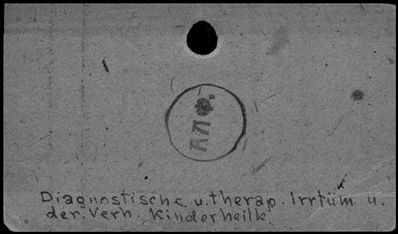 Diagnostische u. therap. Irrtüm u.
der. Verh. Kinderheilk.